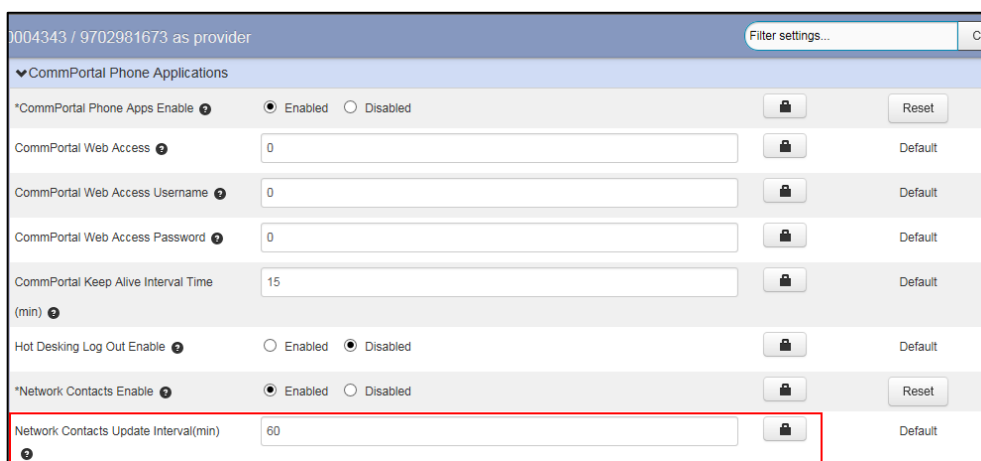 0004343 / 9702981673 as provider Filter settings... C
CommPortal Phone Applications
*CommPortal Phone Apps Enable ? Enabled Disabled Reset
CommPortal Web Access ? 0 Default
CommPortal Web Access Username ? 0 Default
CommPortal Web Access Password ? 0 Default
CommPortal Keep Alive Interval Time 15 Default
(min) ?
Hot Desking Log Out Enable ? Enabled Disabled Default
*Network Contacts Enable ? Enabled Disabled Reset
Network Contacts Update Interval(min) 60 Default
?